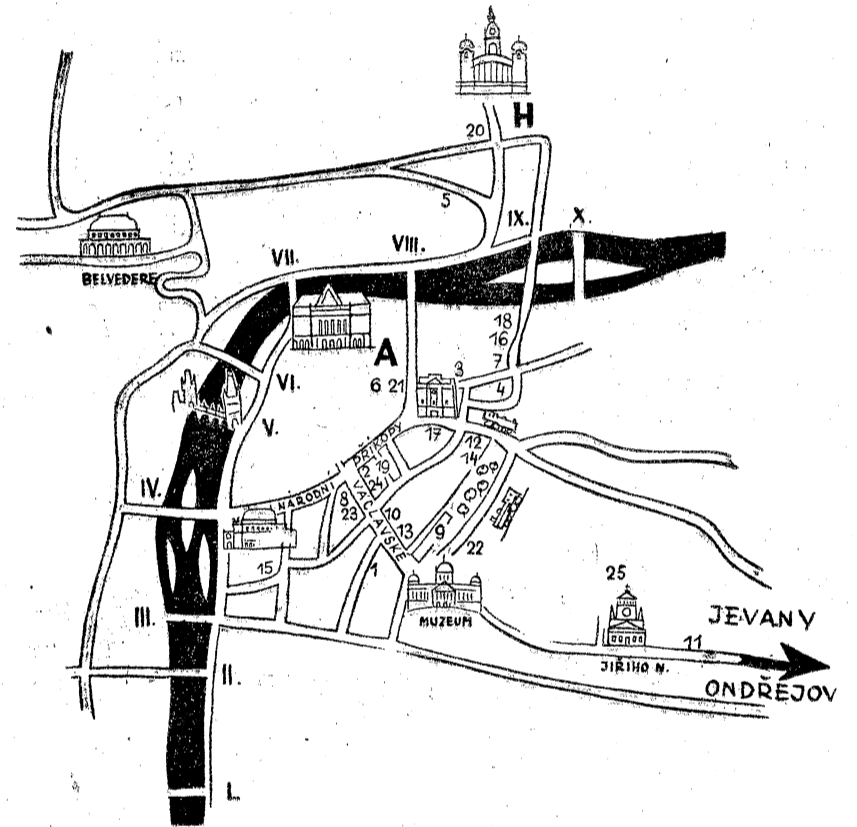 H
20
5
IX.
X.
VIII.
VII.
BELVEDERE
18
16
A
7
3
VI.
6 21
4
V.
17
12
PŘÍKOPY
14
19
2
24
IV.
NÁRODNÍ
VÁCLAVSKÉ
8
10
23
13
9
22
15
1
25
MUZEUM
III.
JEVANY
11
JIŘÍHO N.
II.
ONDŘEJOV
I.